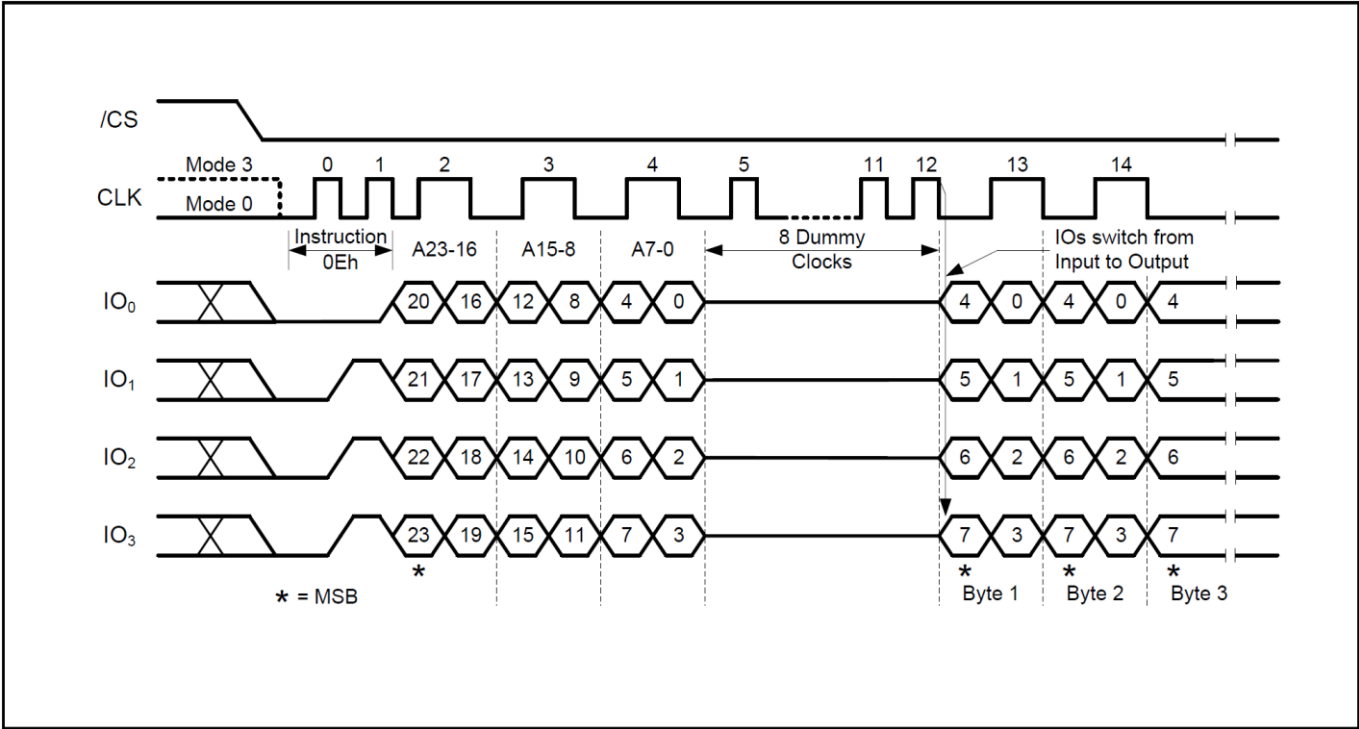 /CS
Mode 3 0 1 2 3 4 5 11 12 13 14
CLK
Mode 0
Instruction
0Eh
A23-16 A15-8 A7-0
8 Dummy
Clocks
IOs switch from
Input to Output
IO0 20 16 12 8 4 0 4 0 4 0 4
IO1 21 17 13 9 5 1 5 1 5 1 5
IO2 22 18 14 10 6 2 6 2 6 2 6
IO3 23 19 15 11 7 3 7 3 7 3 7
* * * *
* = MSB
Byte 1 Byte 2 Byte 3